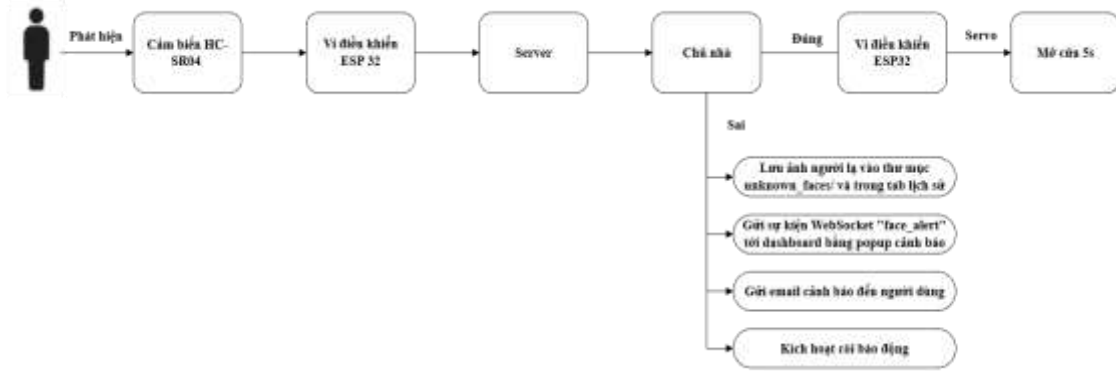 Phát hiện
Cảm biến HC-
SR04
Vi điều khiển
ESP 32
Server
Chủ nhà
Đúng
Vi điều khiển
ESP32
Servo
Mở cửa 5s
Sai
Lưu ảnh người lạ vào thư mục
unknown_faces/ và trong tab lịch sử
Gửi sự kiện WebSocket "face_alert"
tới dashboard bằng popup cảnh báo
Gửi email cảnh báo đến người dùng
Kích hoạt còi báo động